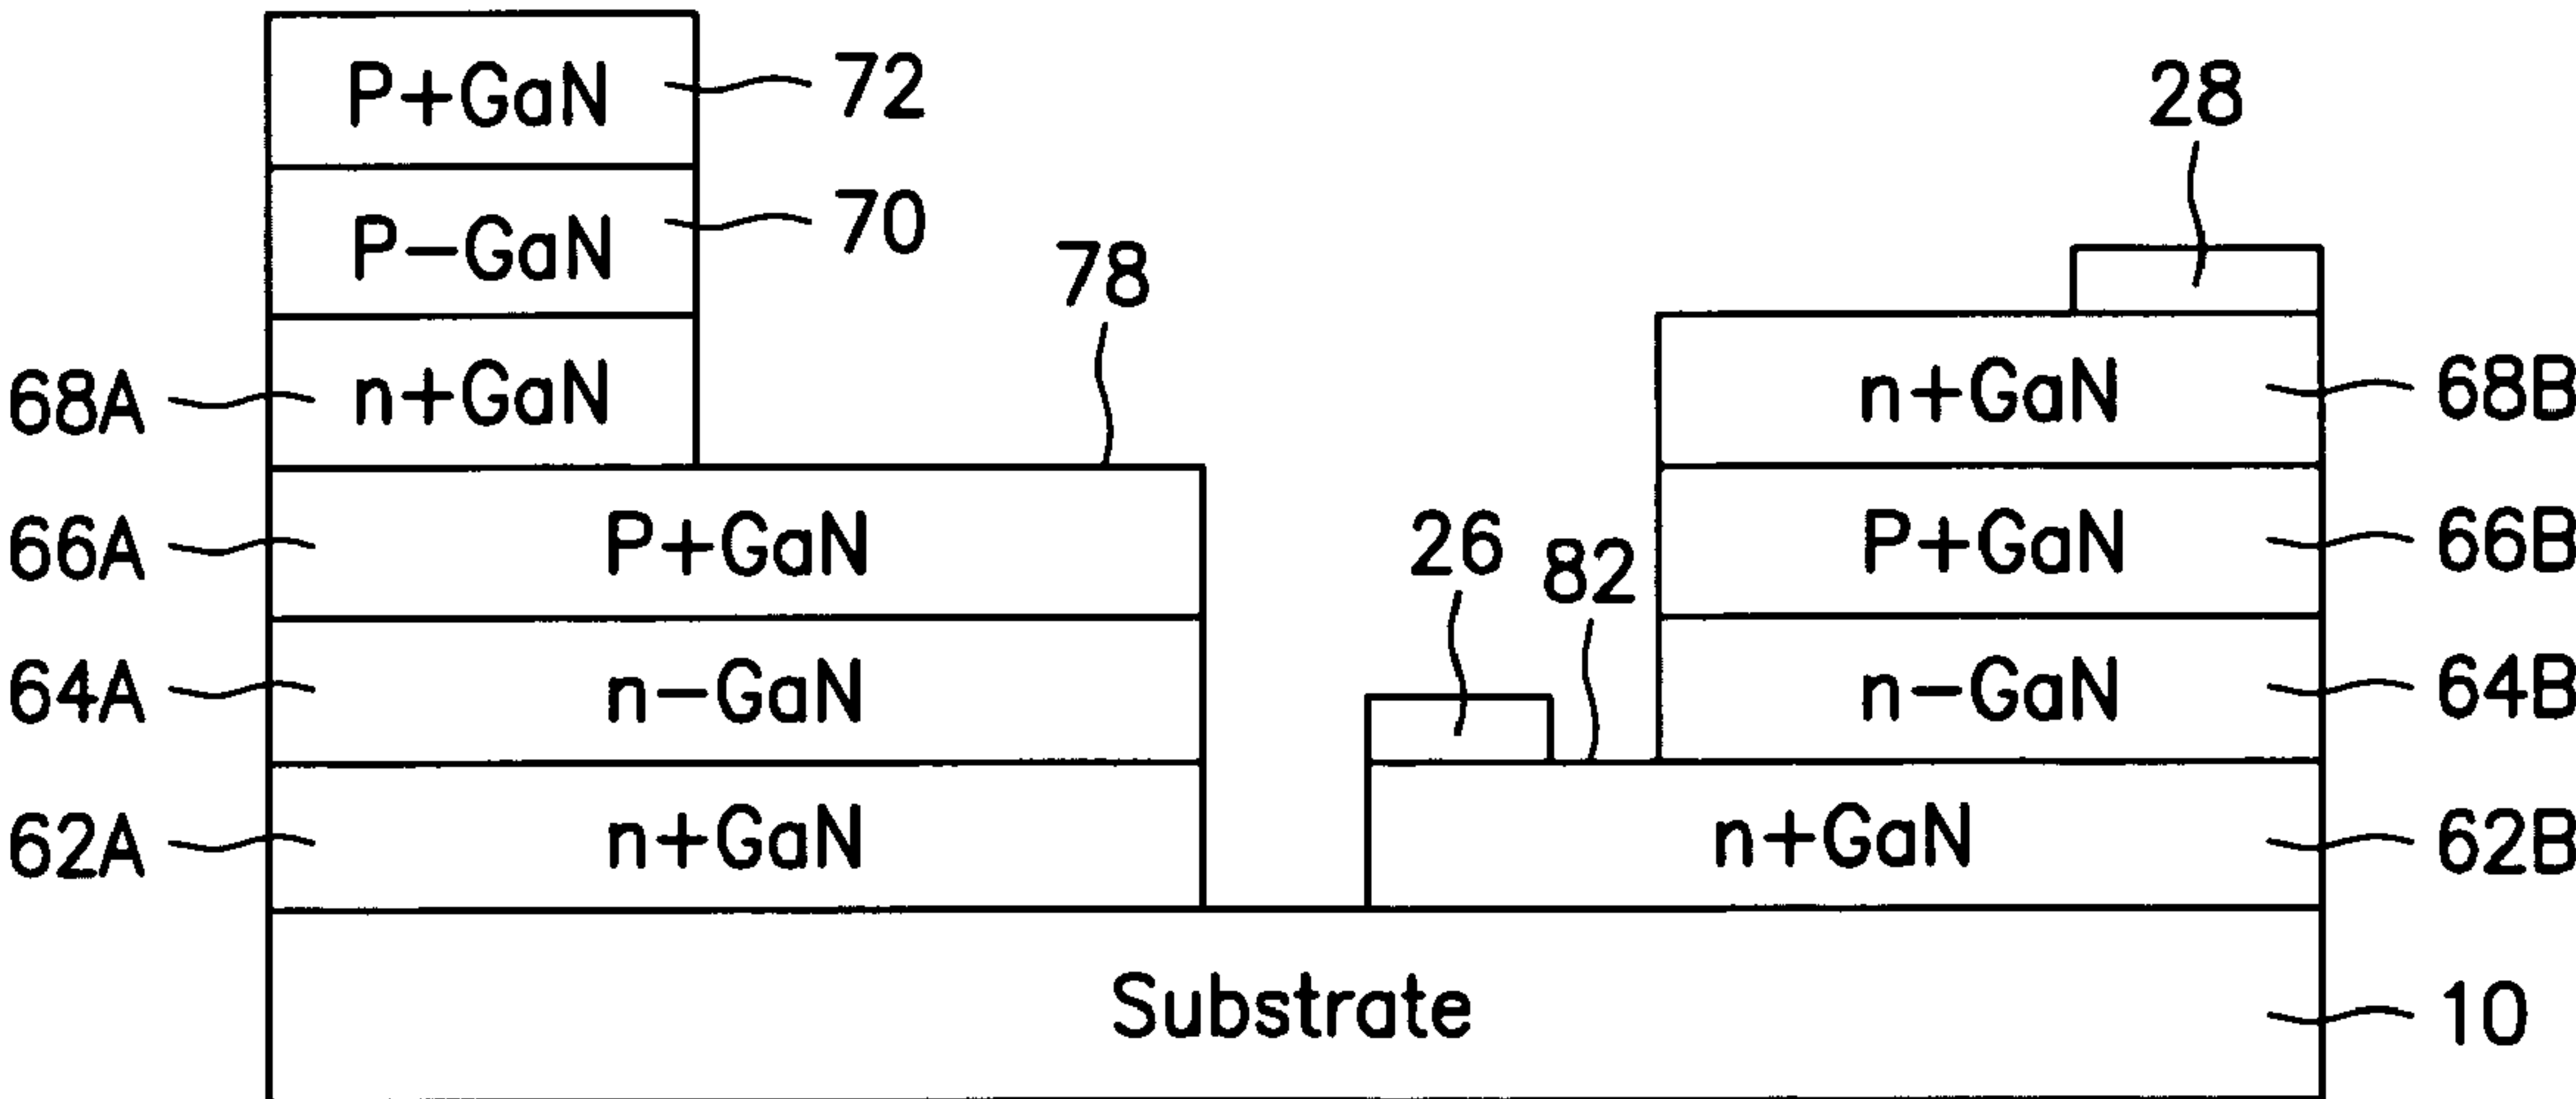 P+GaN 72
28
P-GaN 70
78
68A n+GaN
n+GaN 68B
66A P+GaN
26
82
P+GaN 66B
64A n-GaN
n-GaN 64B
62A n+GaN
n+GaN 62B
Substrate 10